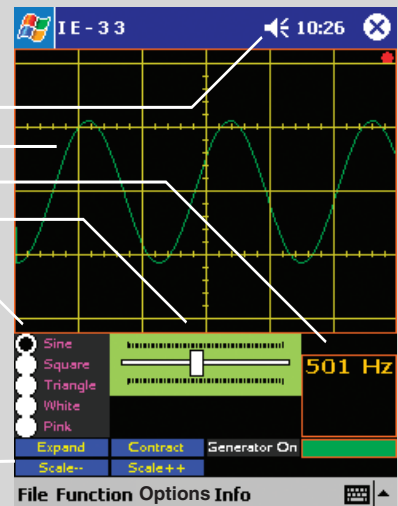 IE-33 10:26
Sine
Square
Triangle
White
Pink
501 Hz
Expand Contract Generator On
Scale-- Scale++
File Function Options Info